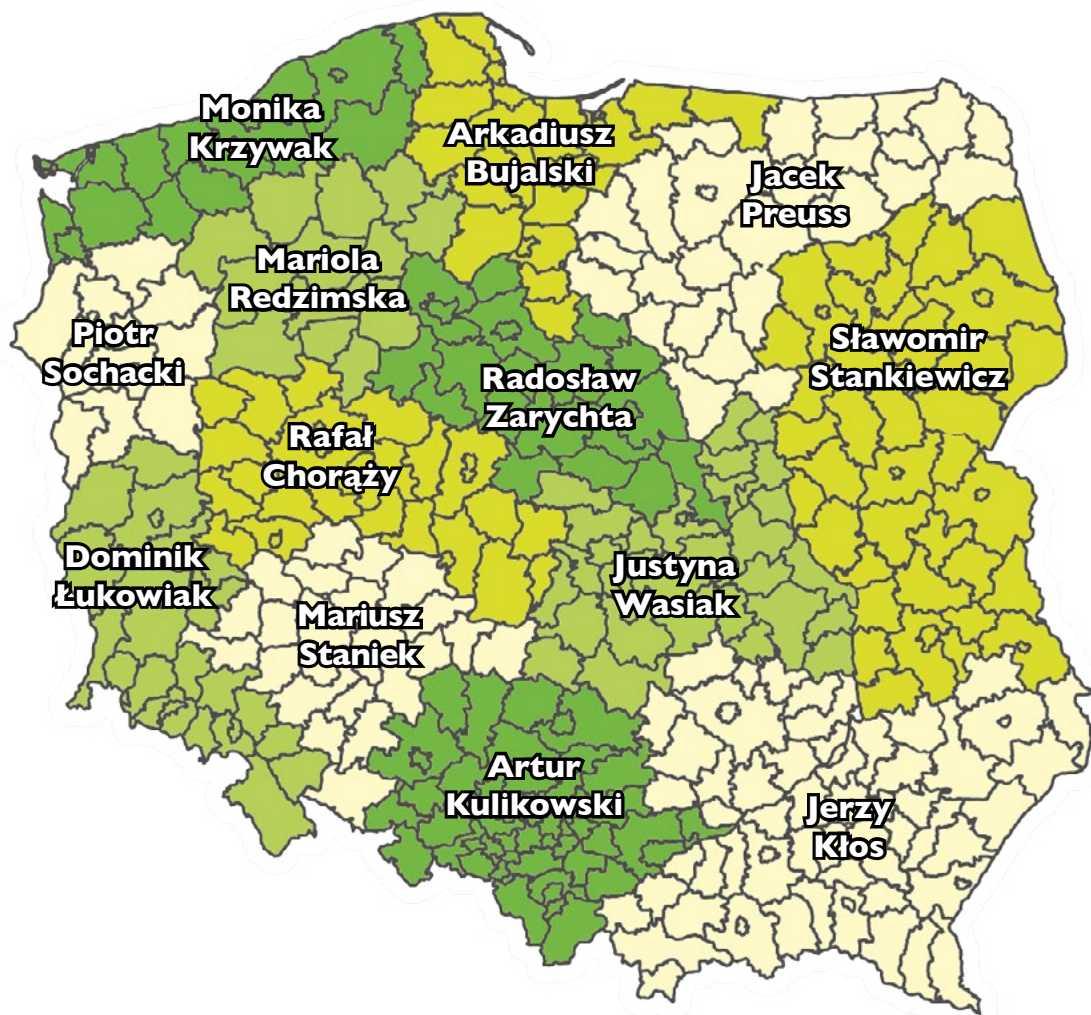 Monika
Krzywak
Arkadiusz
Bujalski
Jacek
Preuss
Mariola
Redzimska
Piotr
Sochacki
Sławomir
Stankiewicz
Radosław
Zarychta
Rafał
Chorąży
Dominik
Łukowiak
Justyna
Wasiak
Mariusz
Staniek
Artur
Kulikowski
Jerzy
Kłos